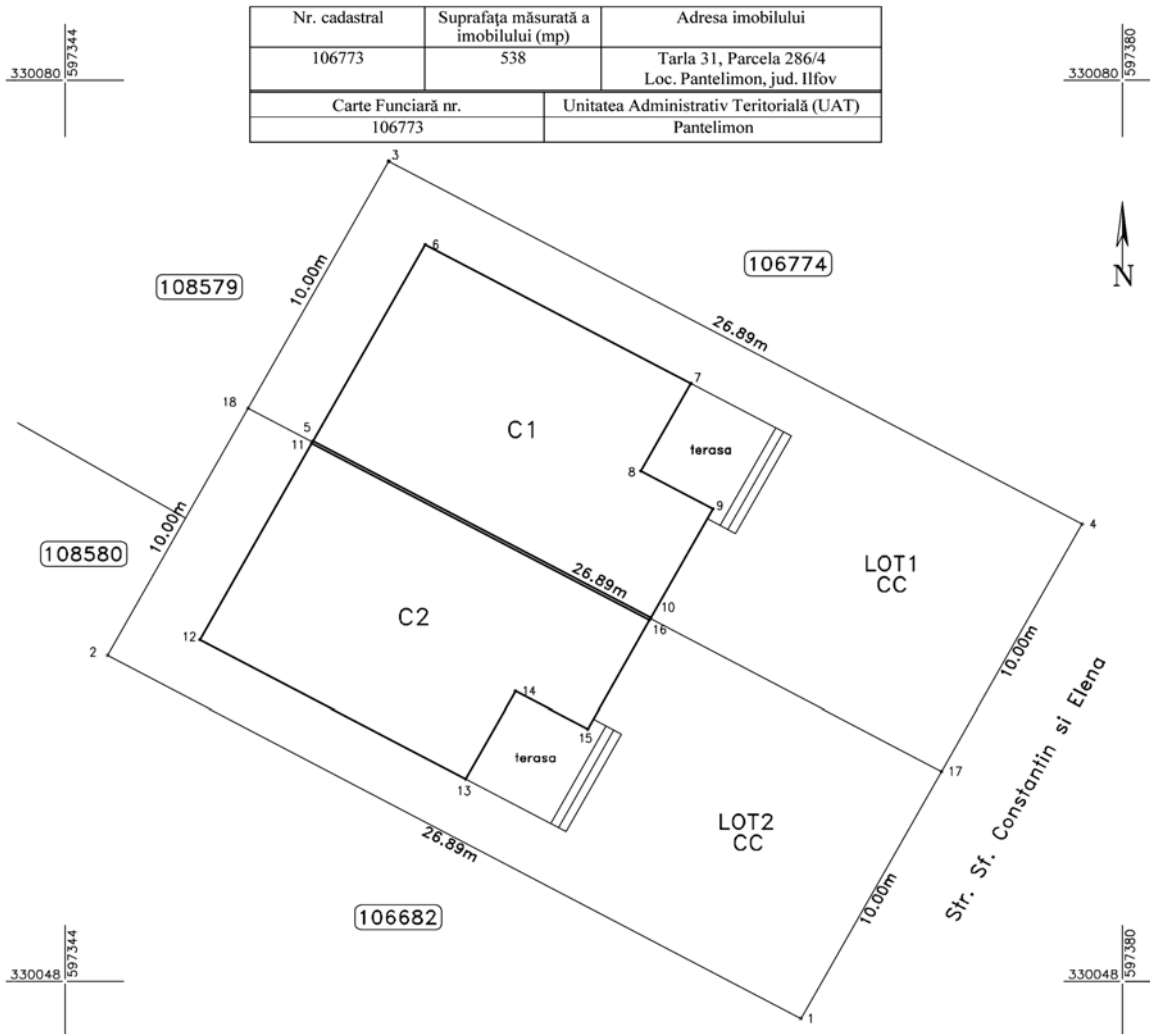 Nr. cadastral
Suprafaţa măsurată a
imobilului (mp)
Adresa imobilului
106773
538
Tarla 31, Parcela 286/4
Loc. Pantelimon, jud. Ilfov
Carte Funciară nr.
Unitatea Administrativ Teritorială (UAT)
106773
Pantelimon
330080
597344
330080
597380
3
6
106774
N
108579
10.00m
26.89m
7
18
5
11
C1
terasa
8
9
4
10.00m
108580
LOT1
CC
26.89m
10
16
C2
12
2
14
15
10.00m
Str. Sf. Constantin si Elena
terasa
13
17
LOT2
CC
26.89m
10.00m
106682
330048
597344
330048
597380
1